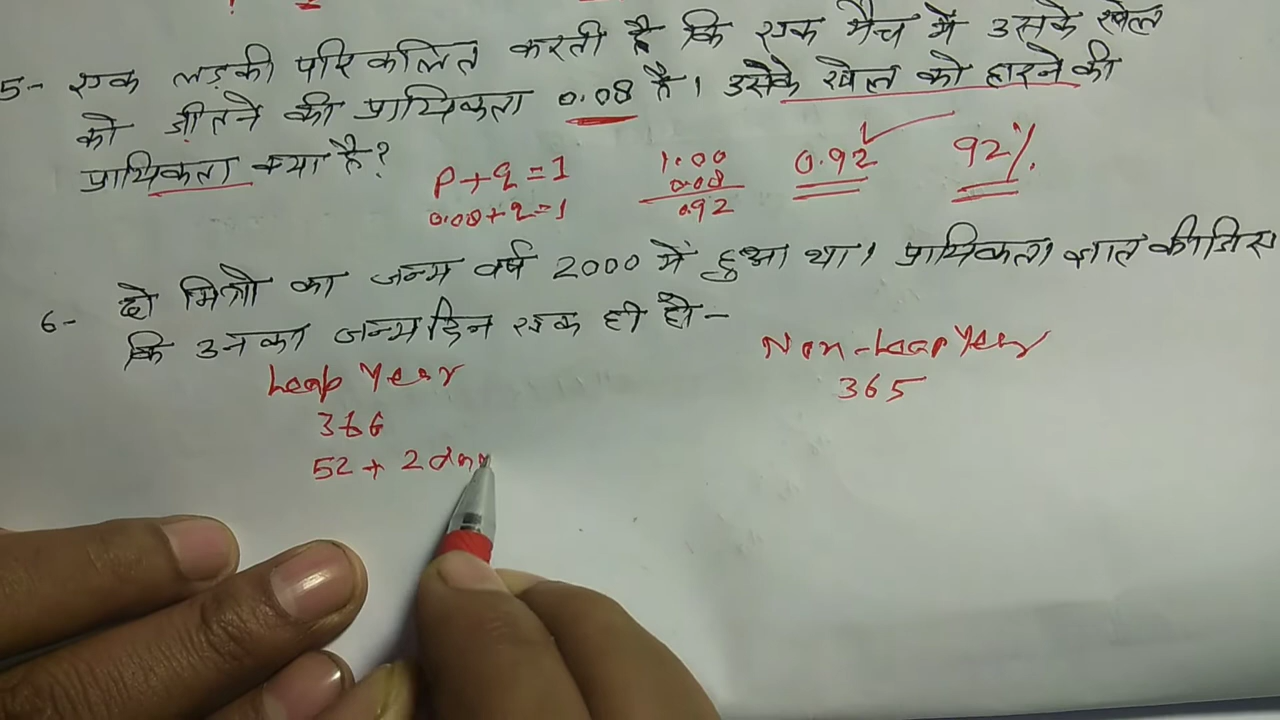 5- एक लड़की परिकलित करती है कि एक मैच में उसके खेल
को जीतने की प्रायिकता 0.08 है। उसके खेल को हारने की
प्रायिकता क्या है?
p+q=1
0.08+q=1
1.00
0.08
0.92
0.92
92%
6- दो मित्रो का जन्म वर्ष 2000 में हुआ था। प्रायिकता ज्ञात कीजिए
कि उनका जन्मदिन एक ही हो-
Leap Year
366
52 + 2 day
Non-Leap Year
365